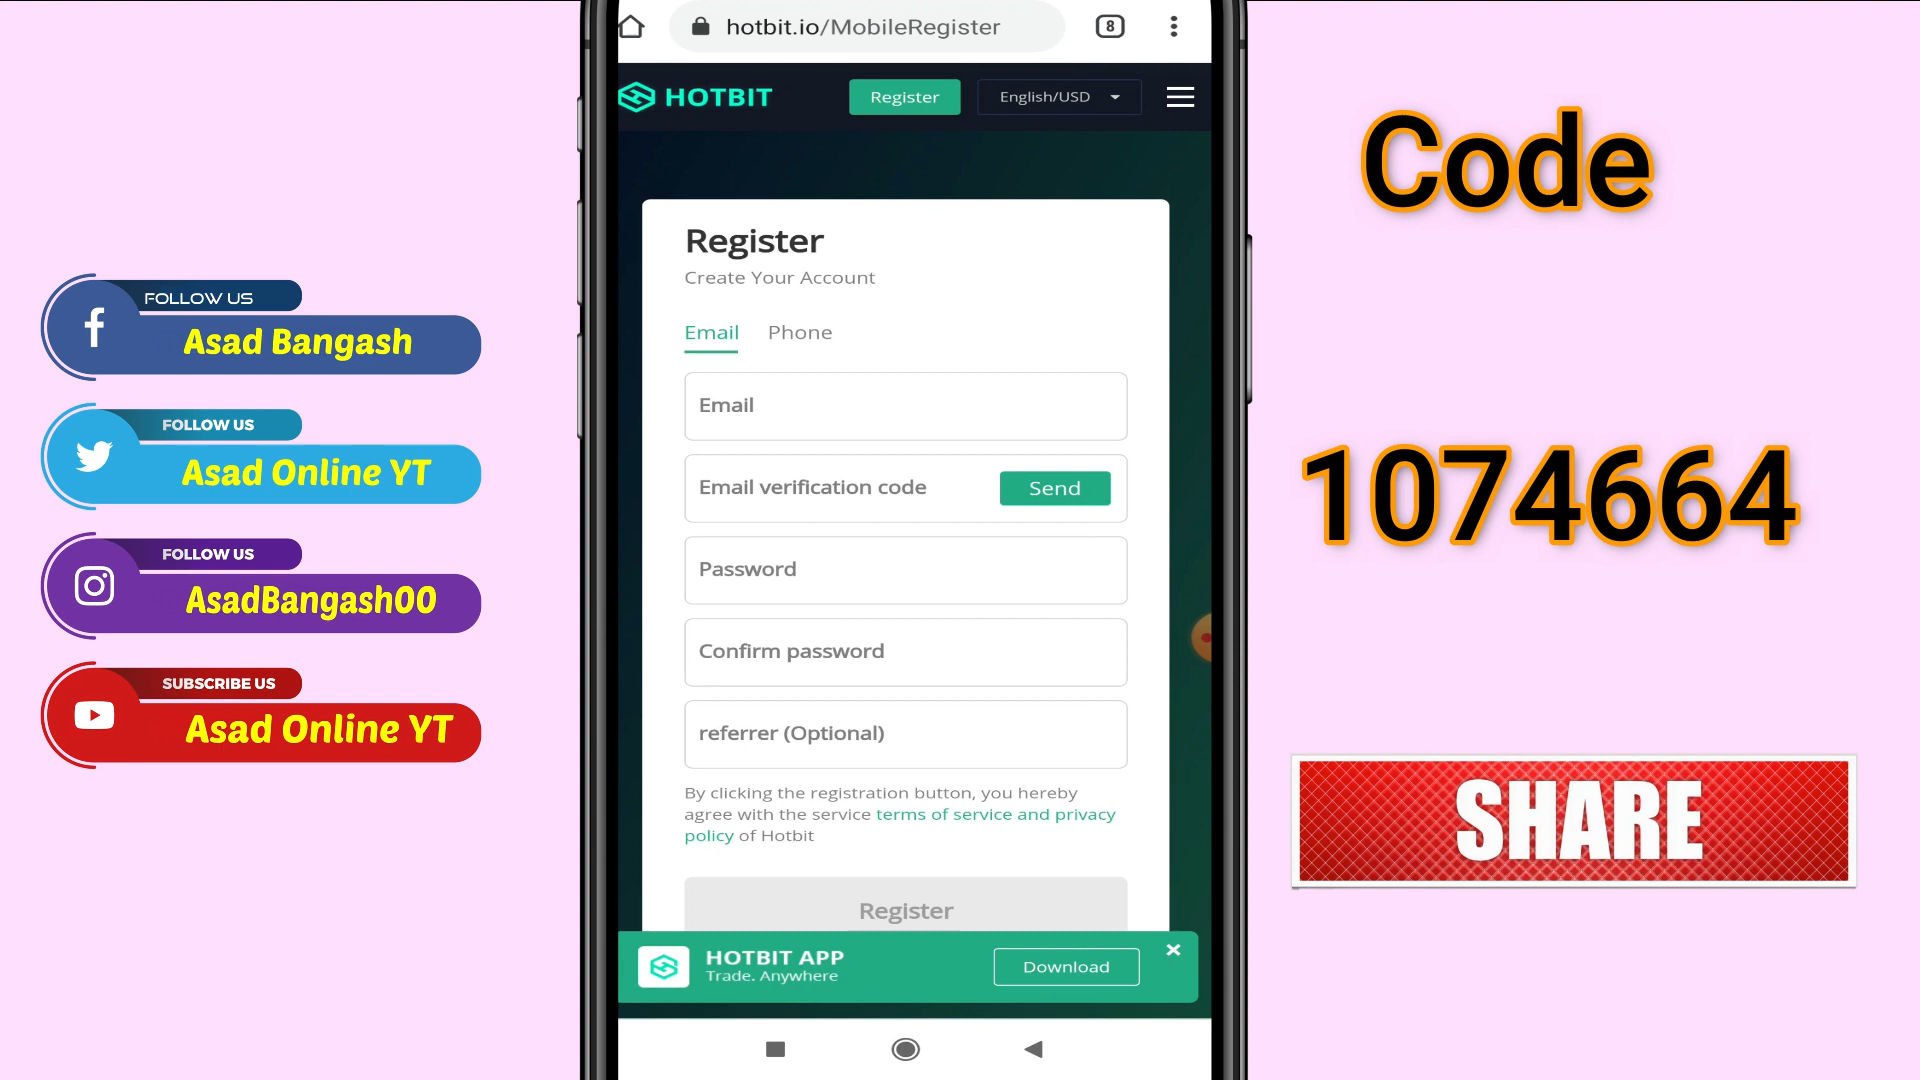 FOLLOW US
Asad Bangash
FOLLOW US
Asad Online YT
FOLLOW US
AsadBangash00
SUBSCRIBE US
Asad Online YT
hotbit.io/MobileRegister
8
HOTBIT
Register
English/USD
Register
Create Your Account
Email Phone
Email
Email verification code
Send
Password
Confirm password
referrer (Optional)
By clicking the registration button, you hereby
agree with the service terms of service and privacy
policy of Hotbit
Register
HOTBIT APP
Trade. Anywhere
Download
Code
1074664
SHARE